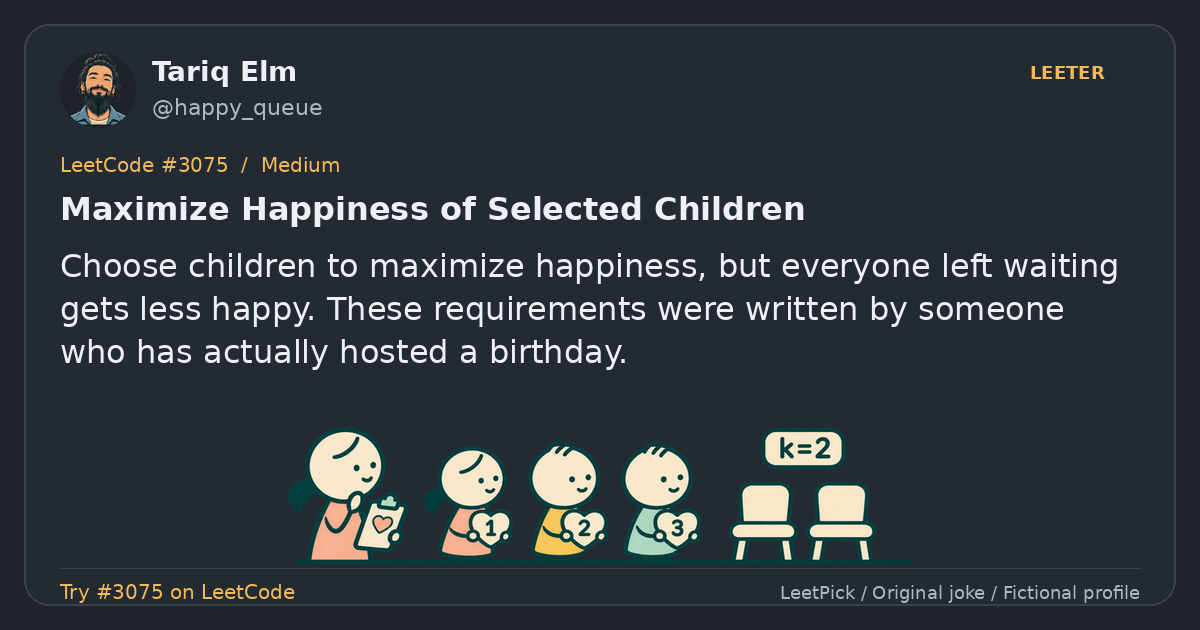 Tariq Elm
LEETER
@happy_queue
LeetCode #3075 / Medium
Maximize Happiness of Selected Children
Choose children to maximize happiness, but everyone left waiting
gets less happy. These requirements were written by someone
who has actually hosted a birthday.
k=2
1 2 3
Try #3075 on LeetCode
LeetPick / Original joke / Fictional profile